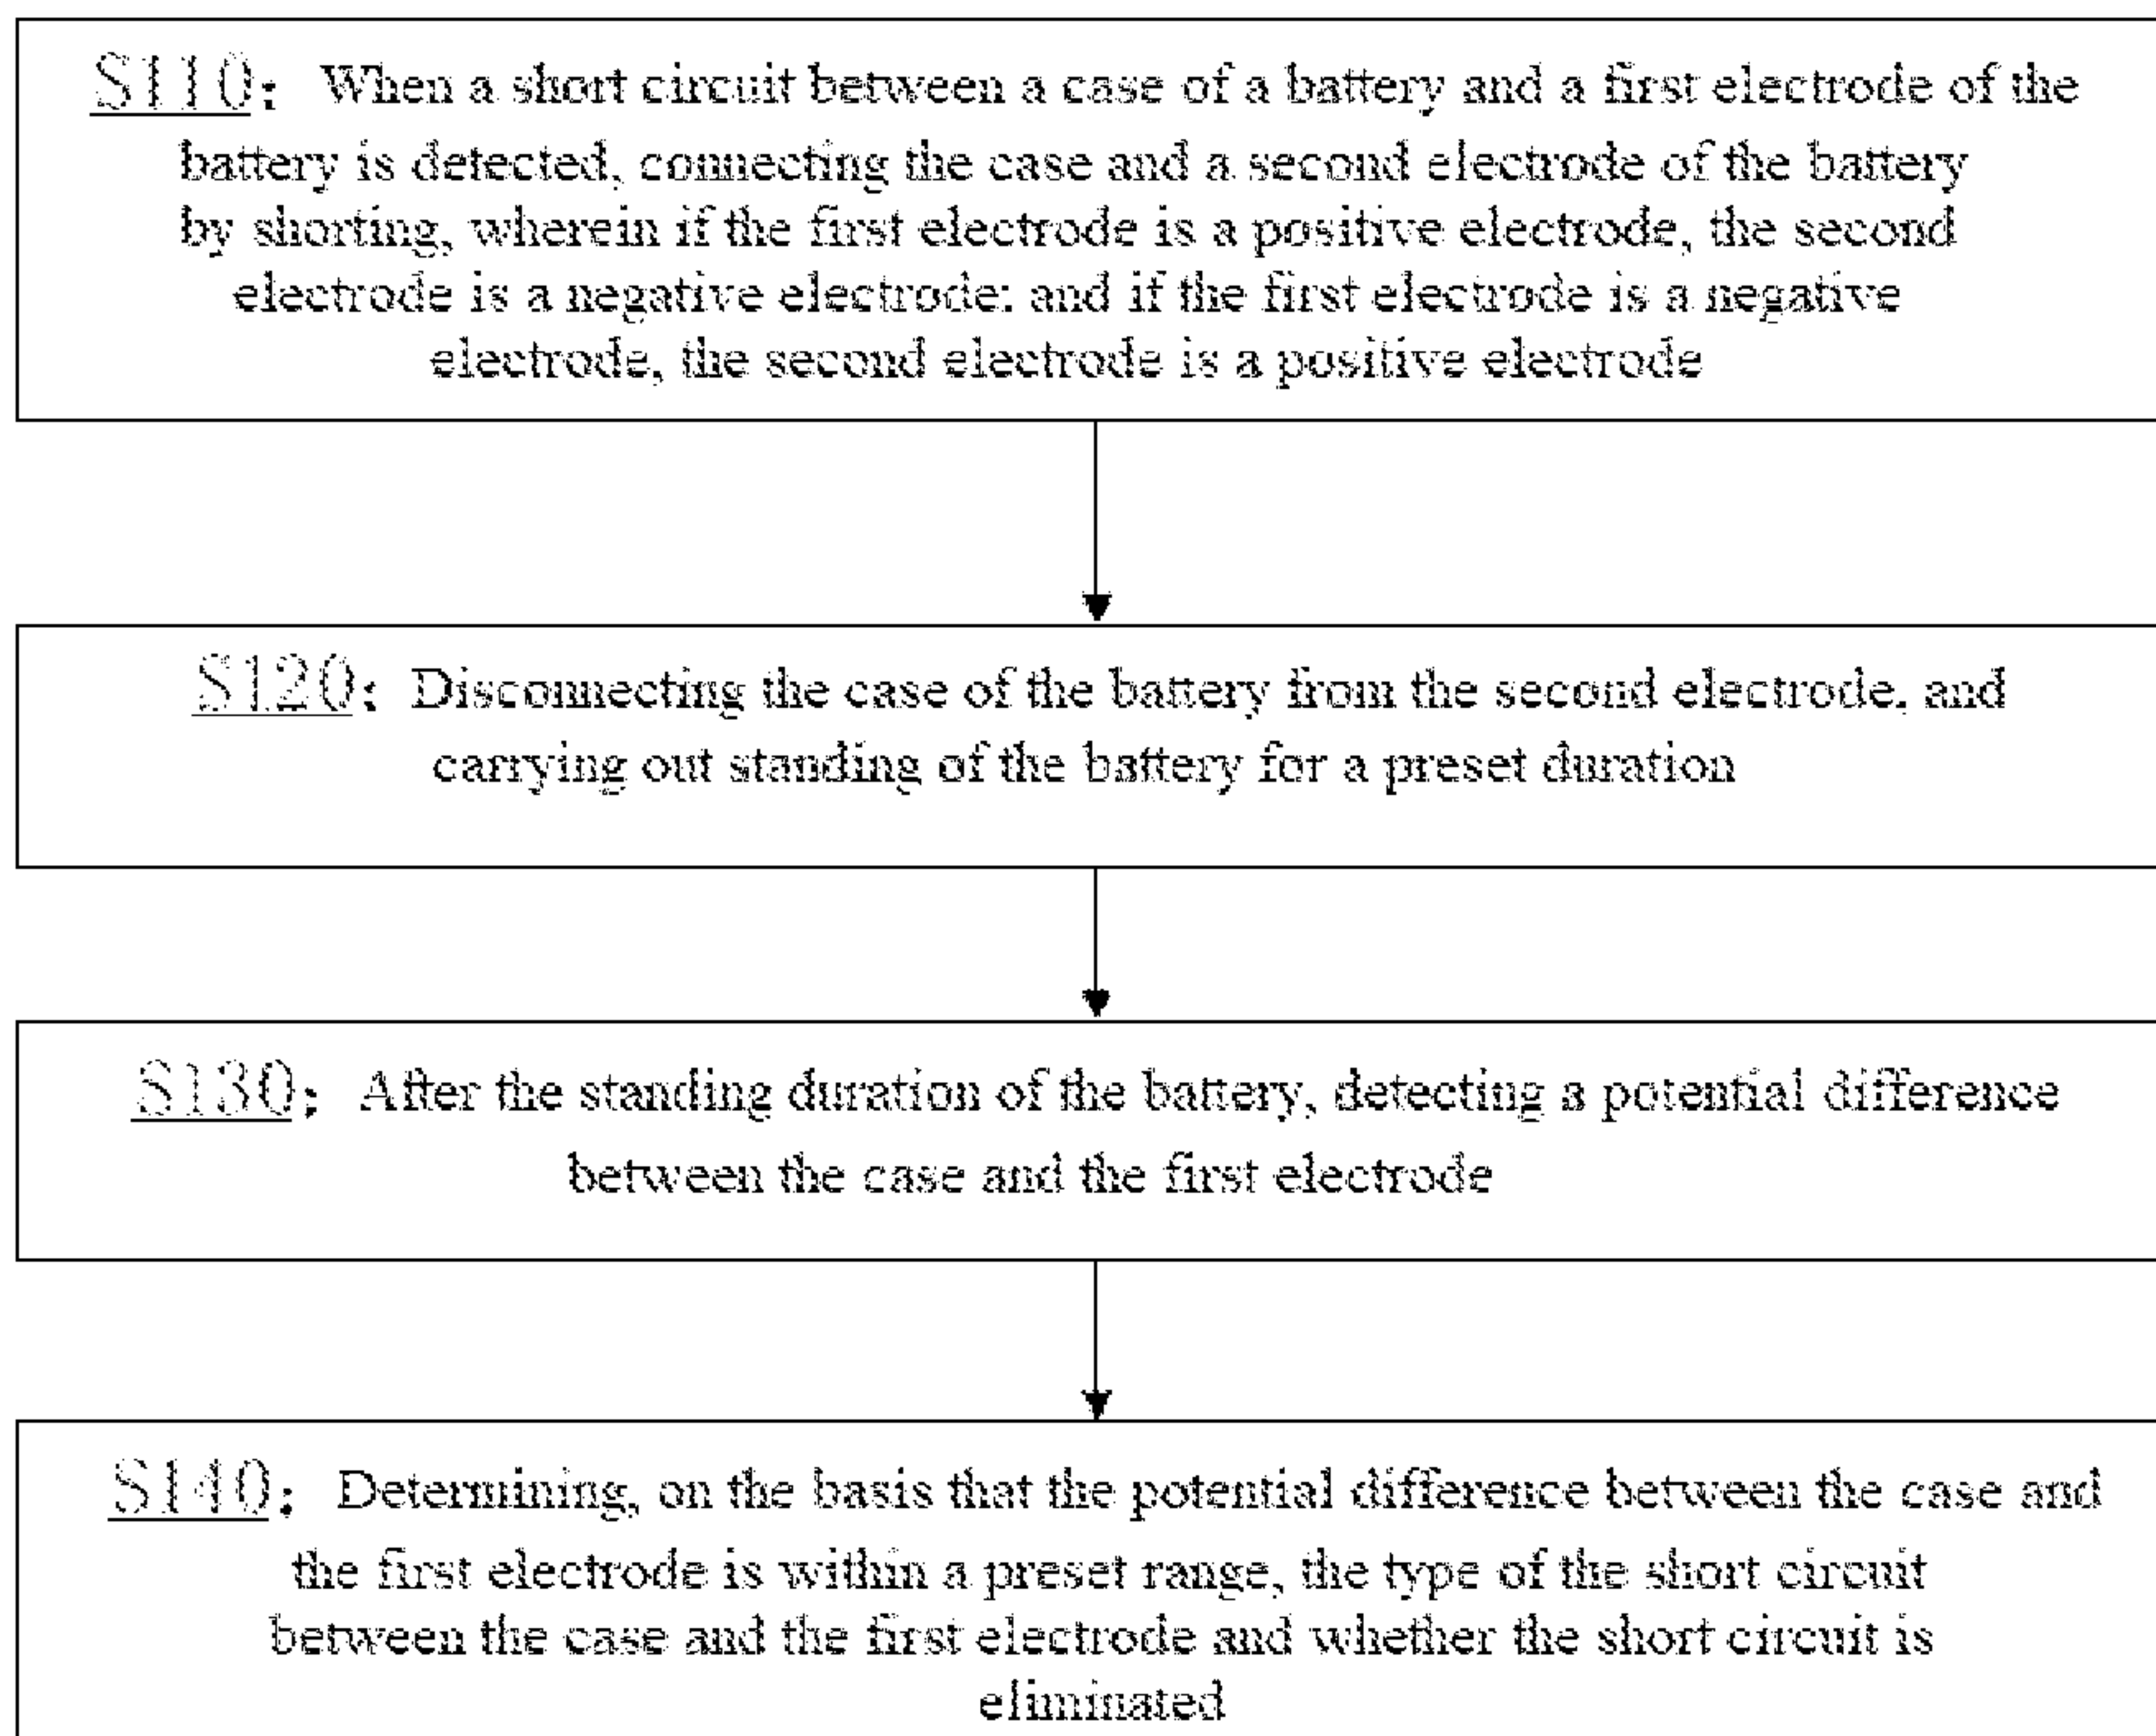 S110: When a short circuit between a case of a battery and a first electrode of the
battery is detected, connecting the case and a second electrode of the battery
by shorting, wherein if the first electrode is a positive electrode, the second
electrode is a negative electrode; and if the first electrode is a negative
electrode, the second electrode is a positive electrode
S120: Disconnecting the case of the battery from the second electrode, and
carrying out standing of the battery for a preset duration
S130: After the standing duration of the battery, detecting a potential difference
between the case and the first electrode
S140: Determining, on the basis that the potential difference between the case and
the first electrode is within a preset range, the type of the short circuit
between the case and the first electrode and whether the short circuit is
eliminated